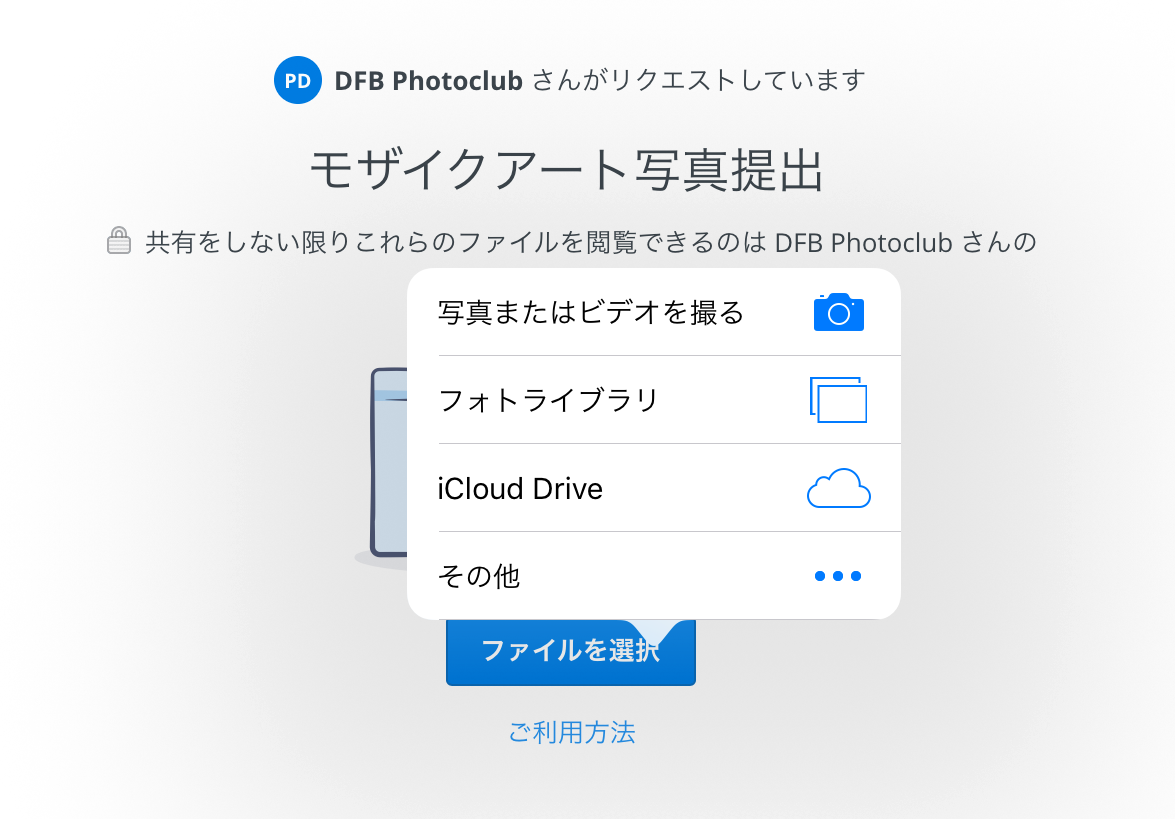 PD DFB Photoclub さんがリクエストしています
モザイクアート写真提出
共有をしない限りこれらのファイルを閲覧できるのは DFB Photoclub さんの
写真またはビデオを撮る
フォトライブラリ
iCloud Drive
その他
ファイルを選択
ご利用方法